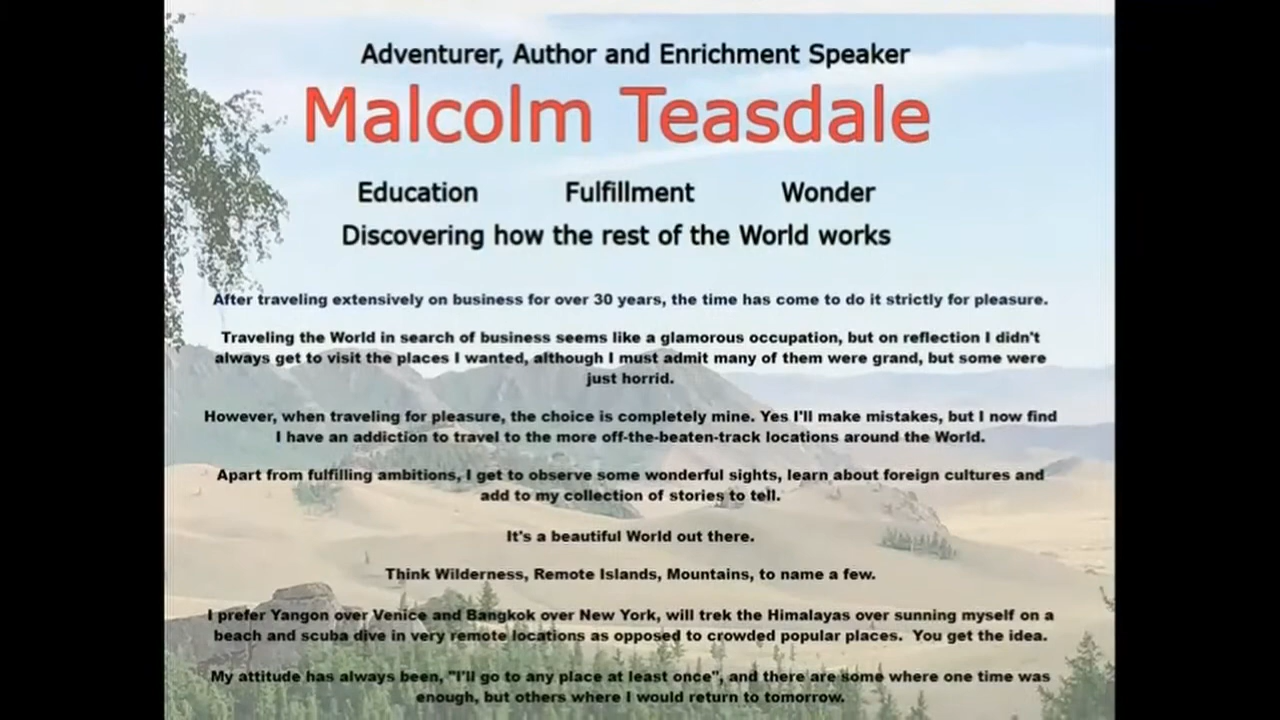 Adventurer, Author and Enrichment Speaker
Malcolm Teasdale
Education Fulfillment Wonder
Discovering how the rest of the World works
After traveling extensively on business for over 30 years, the time has come to do it strictly for pleasure.
Traveling the World in search of business seems like a glamorous occupation, but on reflection I didn't
always get to visit the places I wanted, although I must admit many of them were grand, but some were
just horrid.
However, when traveling for pleasure, the choice is completely mine. Yes I'll make mistakes, but I now find
I have an addiction to travel to the more off-the-beaten-track locations around the World.
Apart from fulfilling ambitions, I get to observe some wonderful sights, learn about foreign cultures and
add to my collection of stories to tell.
It's a beautiful World out there.
Think Wilderness, Remote Islands, Mountains, to name a few.
I prefer Yangon over Venice and Bangkok over New York, will trek the Himalayas over sunning myself on a
beach and scuba dive in very remote locations as opposed to crowded popular places. You get the idea.
My attitude has always been, "I'll go to any place at least once", and there are some where one time was
enough, but others where I would return to tomorrow.